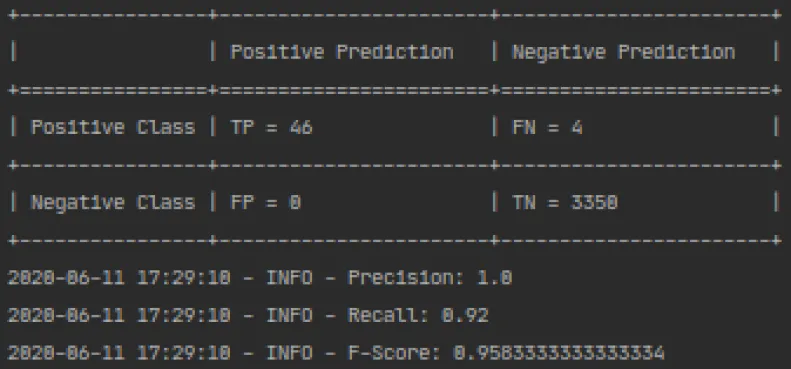 +---------------+----------------------+----------------------+
|               | Positive Prediction  | Negative Prediction  |
+===============+======================+======================+
| Positive Class | TP = 46              | FN = 4               |
+---------------+----------------------+----------------------+
| Negative Class | FP = 0               | TN = 3350            |
+---------------+----------------------+----------------------+
2020-06-11 17:29:10 - INFO - Precision: 1.0
2020-06-11 17:29:10 - INFO - Recall: 0.92
2020-06-11 17:29:10 - INFO - F-Score: 0.9583333333333334